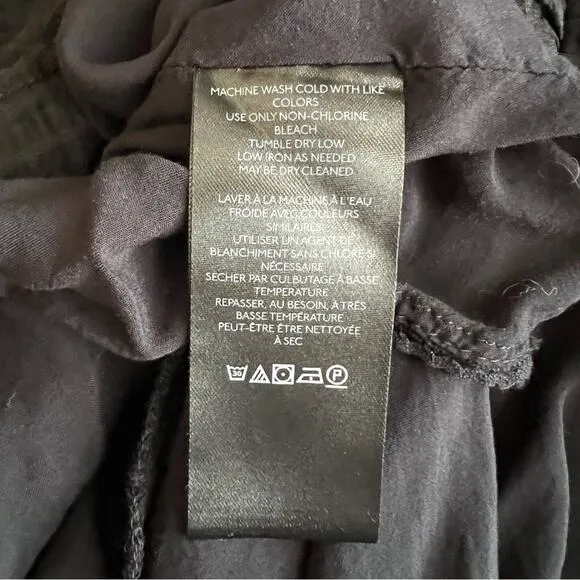 MACHINE WASH COLD WITH LIKE
COLORS
USE ONLY NON-CHLORINE
BLEACH
TUMBLE DRY LOW
LOW IRON AS NEEDED
MAY BE DRY CLEANED
LAVER À LA MACHINE À L'EAU
FROIDE AVEC COULEURS
SIMILAIRES
UTILISER UN AGENT DE
BLANCHIMENT SANS CHLORE SI
NÉCESSAIRE
SECHER PAR CULBUTAGE À BASSE
TEMPÉRATURE
REPASSER, AU BESOIN, À TRÈS
BASSE TEMPÉRATURE
PEUT-ÊTRE ÊTRE NETTOYÉE
À SEC
30 P